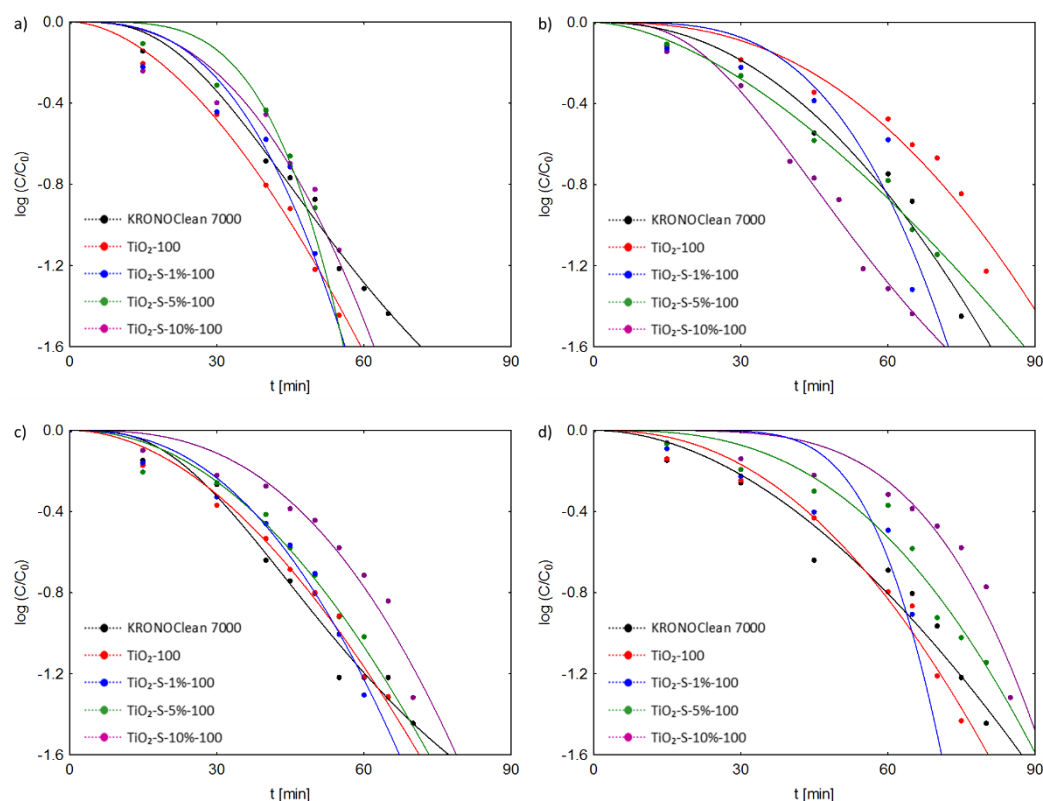 a)
0.0
-0.4
-0.8
-1.2
-1.6
log (C/C₀)
KRONOClean 7000
TiO₂-100
TiO₂-S-1%-100
TiO₂-S-5%-100
TiO₂-S-10%-100
0 30 60 90
t [min]
b)
0.0
-0.4
-0.8
-1.2
-1.6
log (C/C₀)
KRONOClean 7000
TiO₂-100
TiO₂-S-1%-100
TiO₂-S-5%-100
TiO₂-S-10%-100
0 30 60 90
t [min]
c)
0.0
-0.4
-0.8
-1.2
-1.6
log (C/C₀)
KRONOClean 7000
TiO₂-100
TiO₂-S-1%-100
TiO₂-S-5%-100
TiO₂-S-10%-100
0 30 60 90
t [min]
d)
0.0
-0.4
-0.8
-1.2
-1.6
log (C/C₀)
KRONOClean 7000
TiO₂-100
TiO₂-S-1%-100
TiO₂-S-5%-100
TiO₂-S-10%-100
0 30 60 90
t [min]